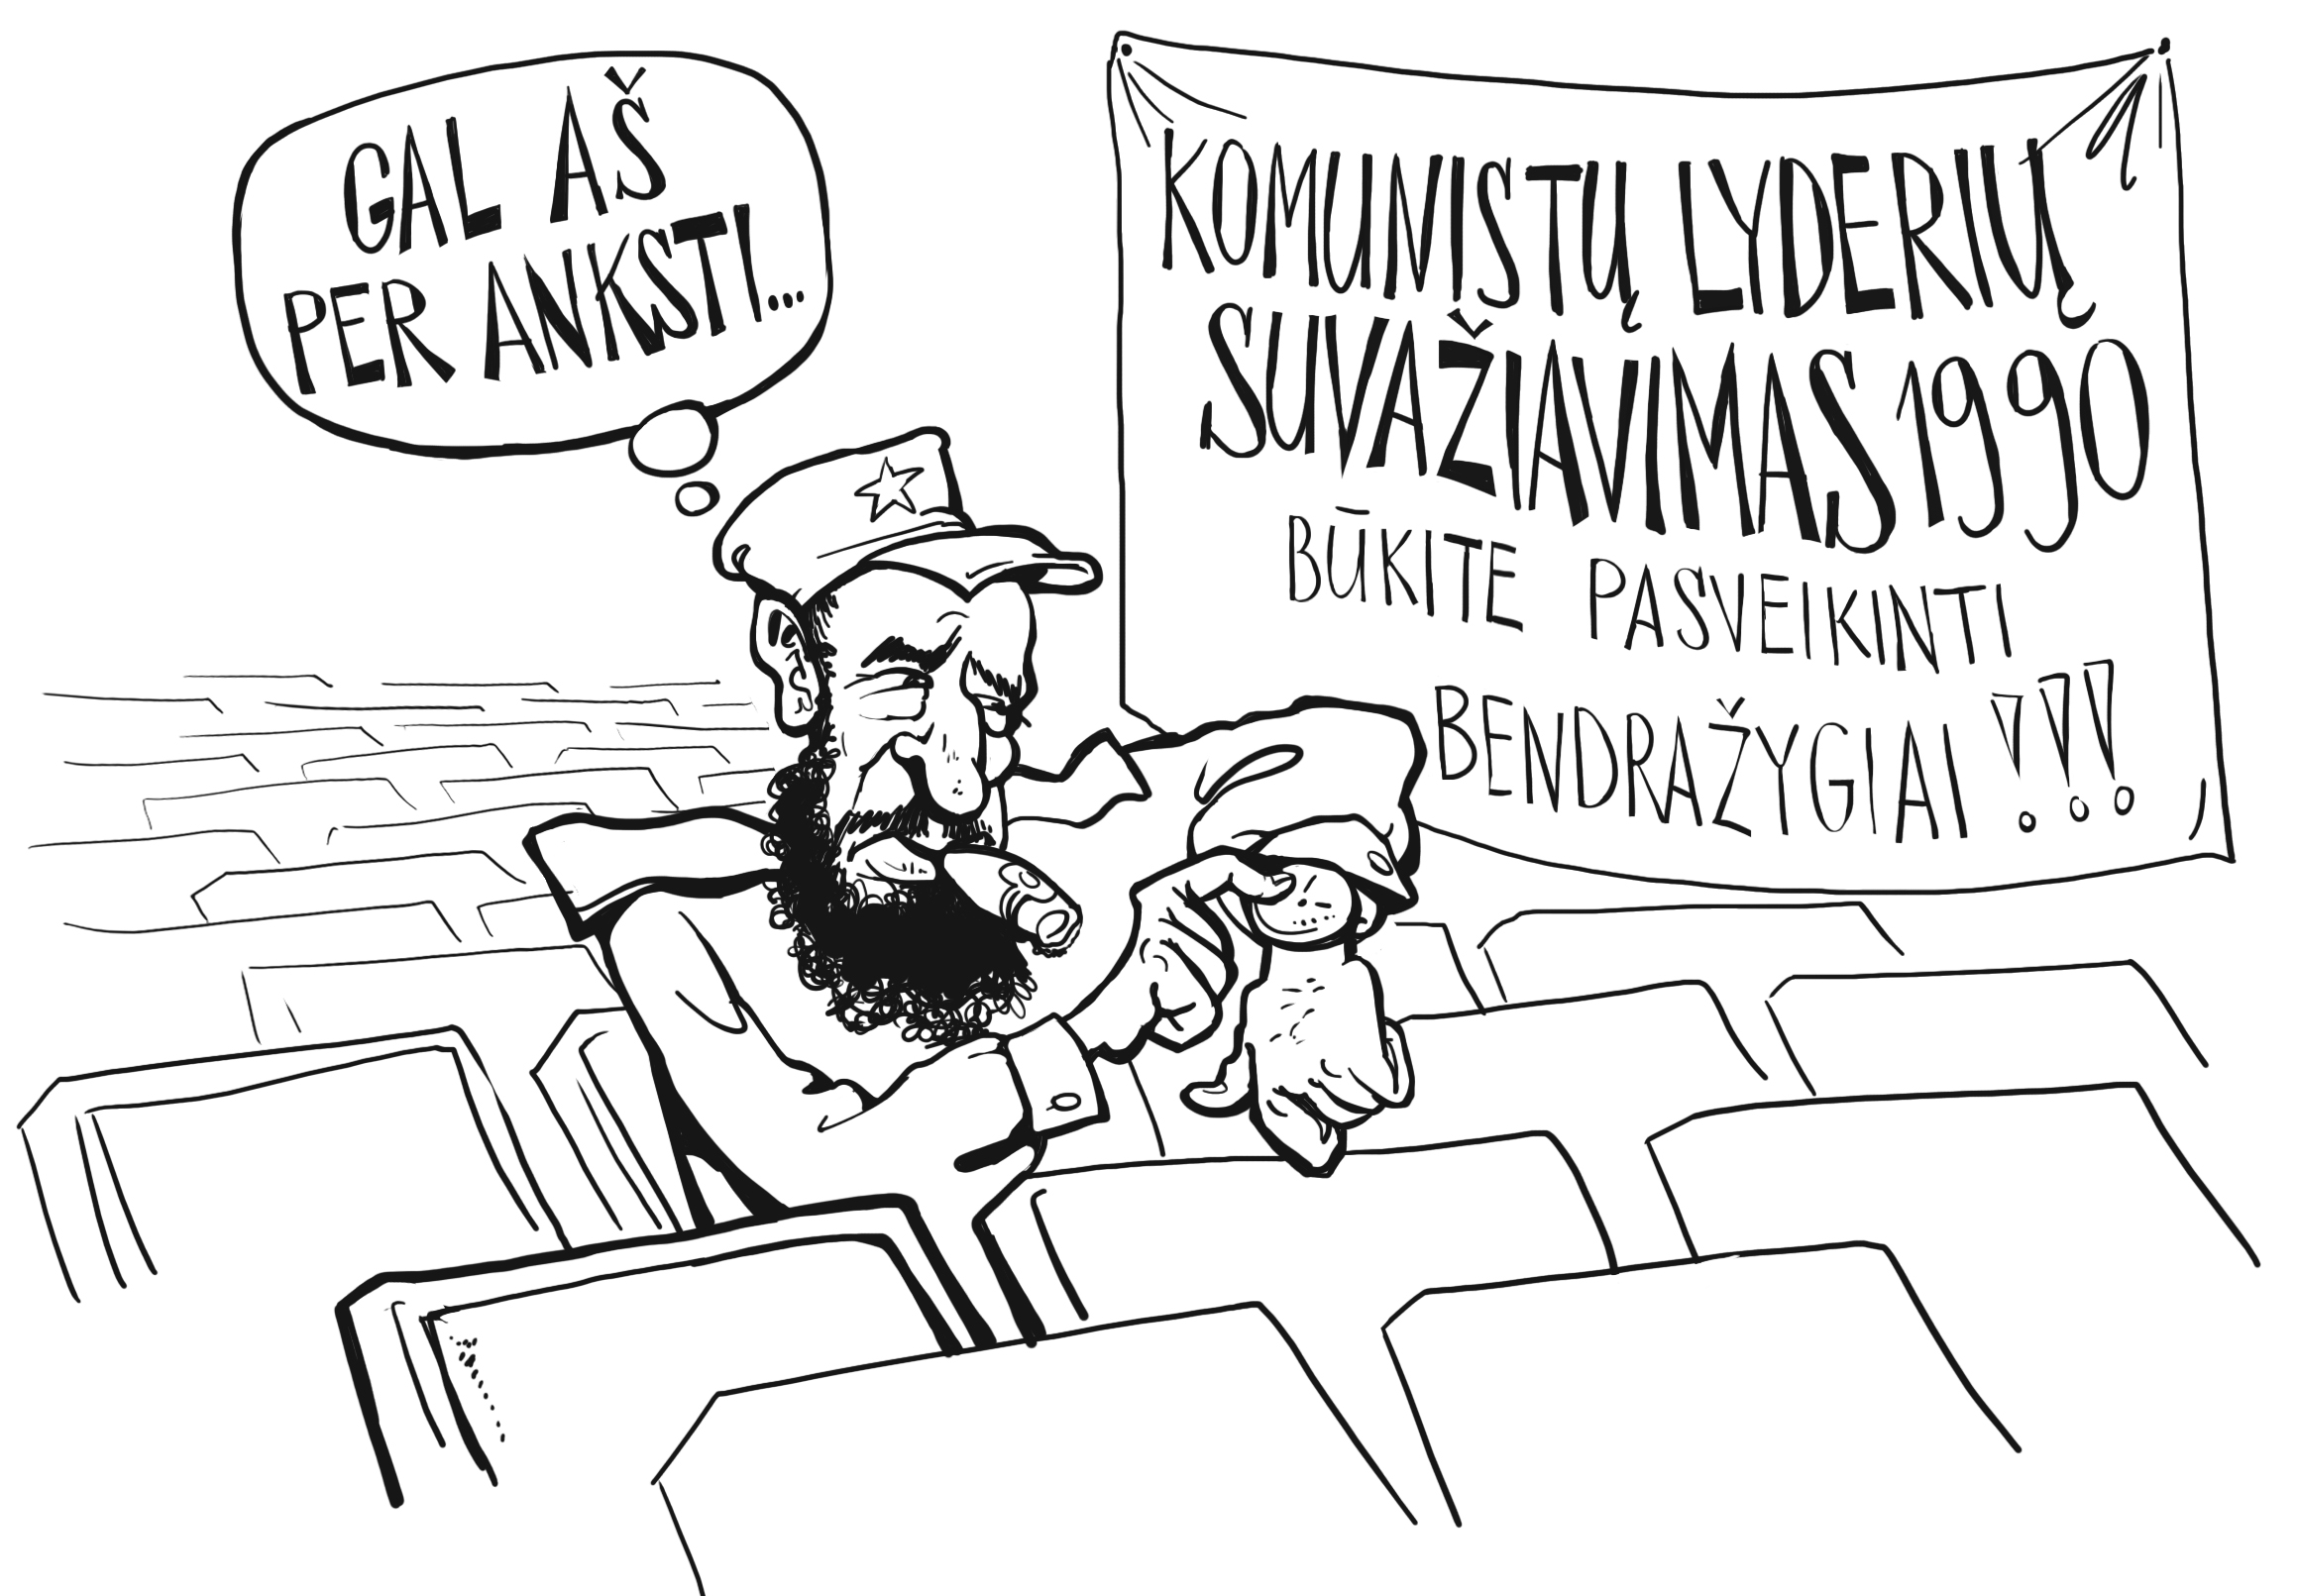 GAL AŠ
PER ANKSTI...
KOMUNISTŲ LYDERIŲ
SUVAŽIAVIMAS 1990
BŪKITE PASVEIKINTI
BENDRAŽYGIAI!!!